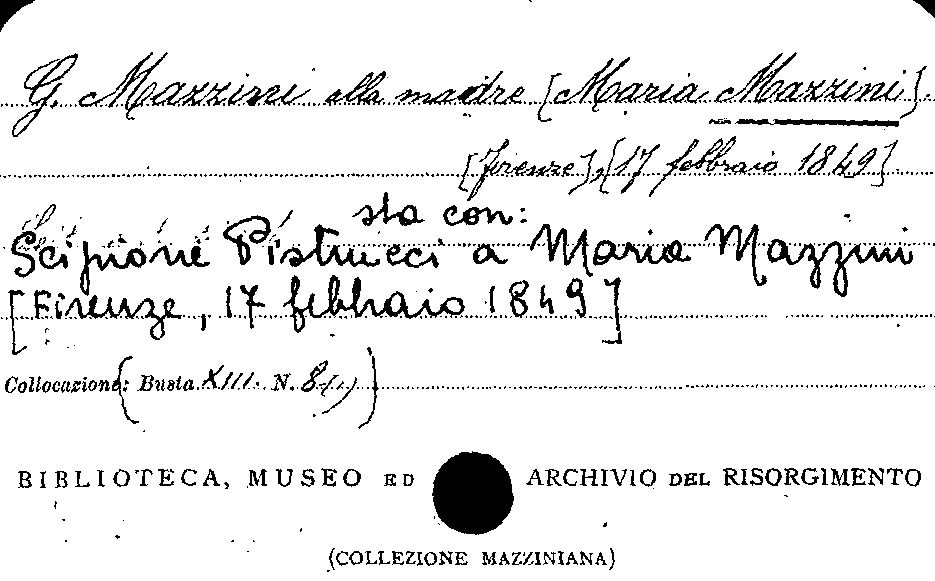 G. Mazzini alla madre [Maria Mazzini].
[Firenze], [17 febbraio 1849]
sta con:
Scipione Pistrucci a Maria Mazzini
[Firenze, 17 febbraio 1849]
Collocazione: (Busta XIII. N. 8
BIBLIOTECA, MUSEO ED ARCHIVIO DEL RISORGIMENTO
(COLLEZIONE MAZZINIANA)